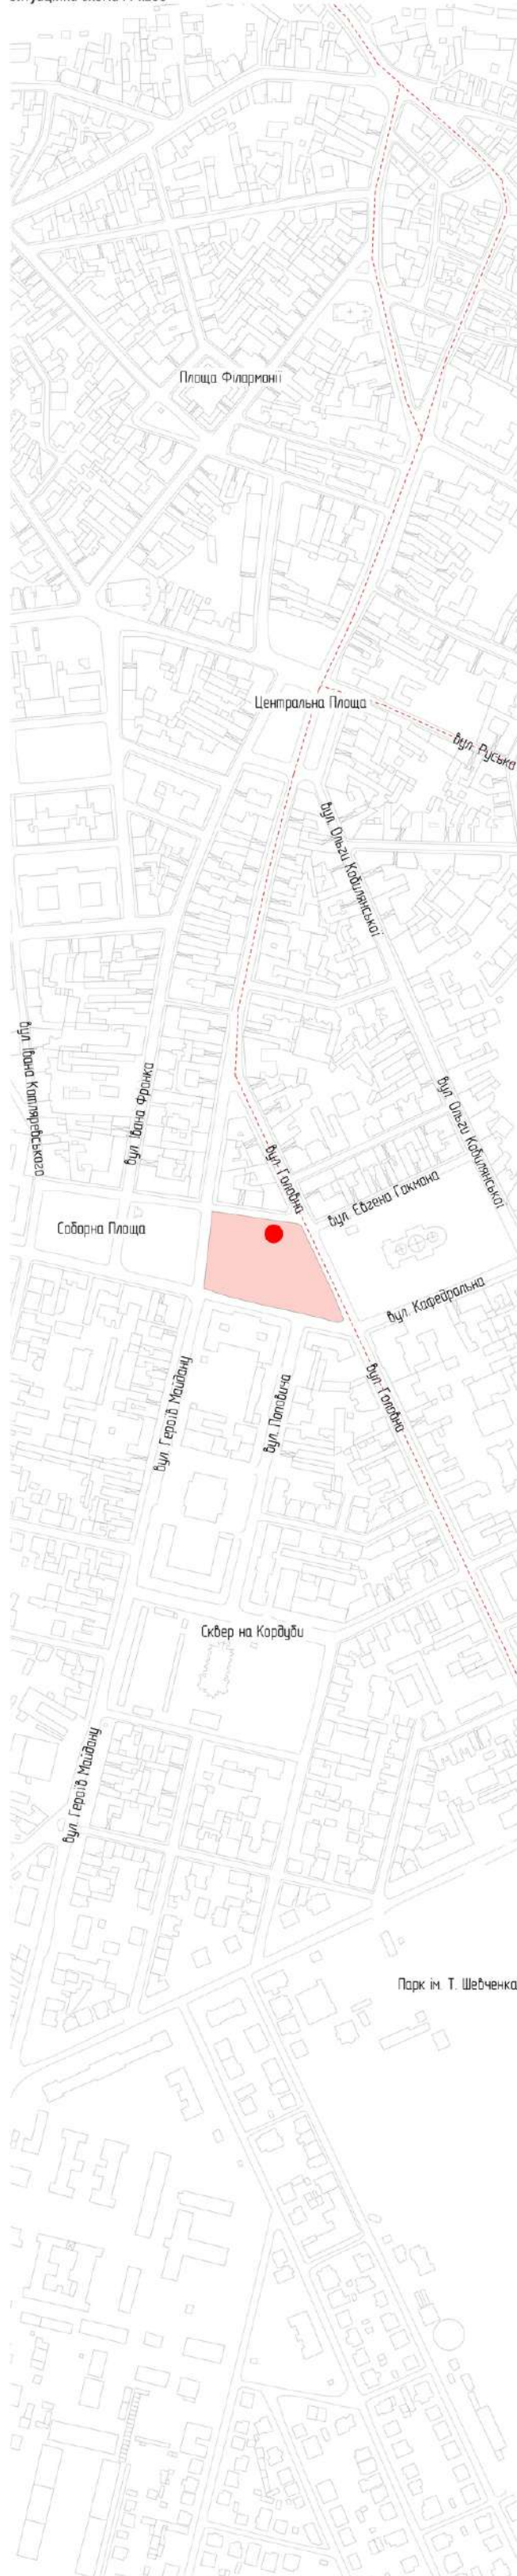 Площа Філармонії
Центральна Площа
вул. Руська
вул. Ольги Кобилянської
вул. Івана Котляревського
вул. Івана Франка
вул. Ольги Кобилянської
вул. Головна
вул. Євгена Гакмана
Соборна Площа
вул. Кафедральна
вул. Героїв Майдану
вул. Поповича
вул. Головна
Сквер на Кордуби
вул. Героїв Майдану
Парк ім. Т. Шевченка